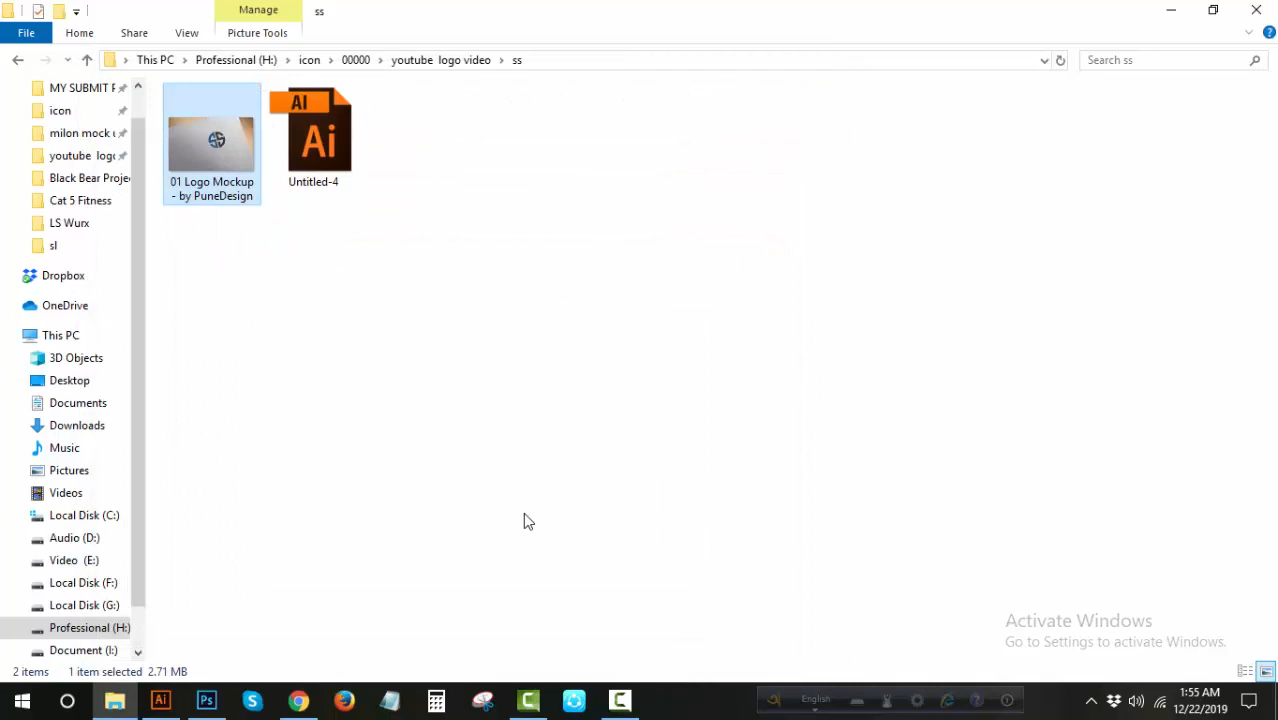 Manage
ss
File
Home
Share
View
Picture Tools
This PC
Professional (H:)
icon
00000
youtube logo video
ss
Search ss
MY SUBMIT F
icon
milon mock u
youtube logo
Black Bear Proje
Cat 5 Fitness
LS Wurx
sl
Dropbox
OneDrive
This PC
3D Objects
Desktop
Documents
Downloads
Music
Pictures
Videos
Local Disk (C:)
Audio (D:)
Video (E:)
Local Disk (F:)
Local Disk (G:)
Professional (H:)
Document (I:)
AI
Ai
01 Logo Mockup
- by PuneDesign
Untitled-4
Activate Windows
Go to Settings to activate Windows.
2 items
1 item selected 2.71 MB
Ai
Ps
English
1:55 AM
12/22/2019